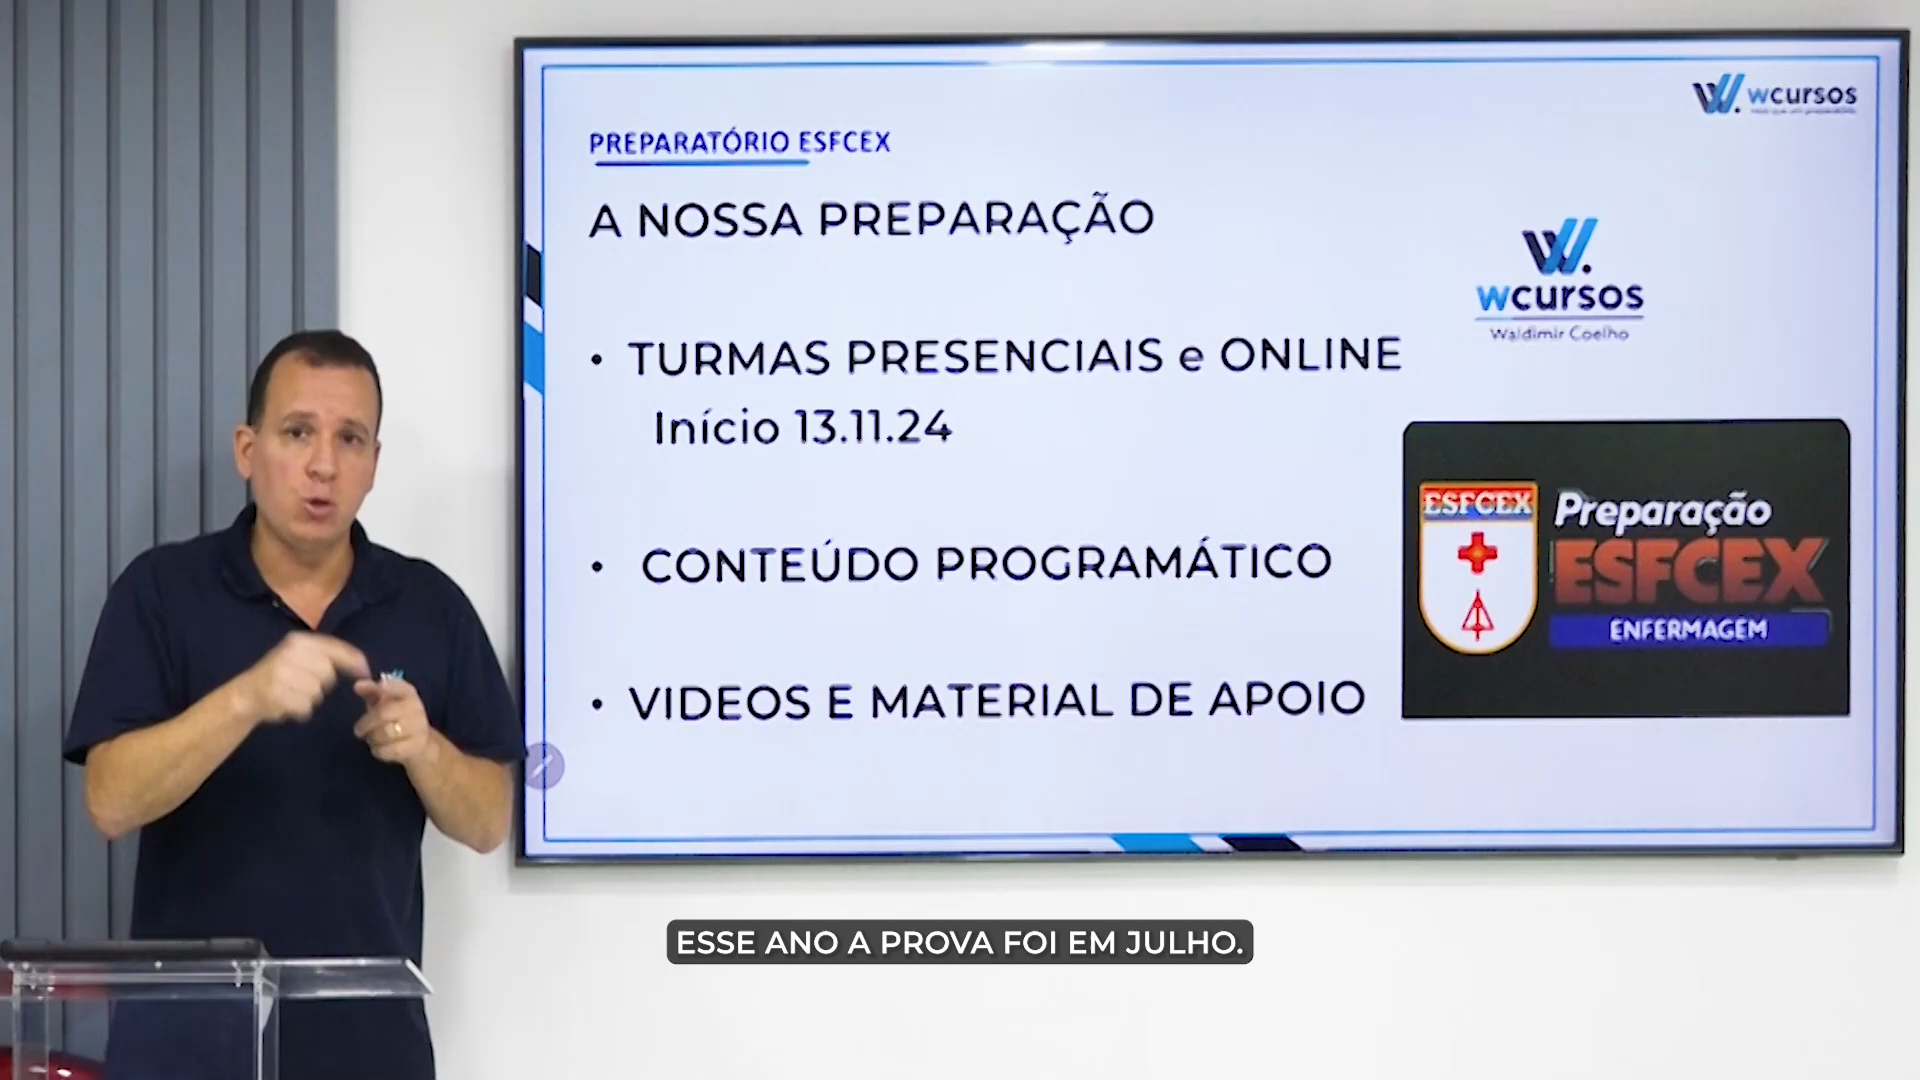 wcursos
PREPARATÓRIO ESFCEX
A NOSSA PREPARAÇÃO
W.
wcursos
Waldimir Coelho
• TURMAS PRESENCIAIS e ONLINE
Início 13.11.24
ESFCEX
Preparação
ESFCEX
ENFERMAGEM
• CONTEÚDO PROGRAMÁTICO
• VIDEOS E MATERIAL DE APOIO
ESSE ANO A PROVA FOI EM JULHO.